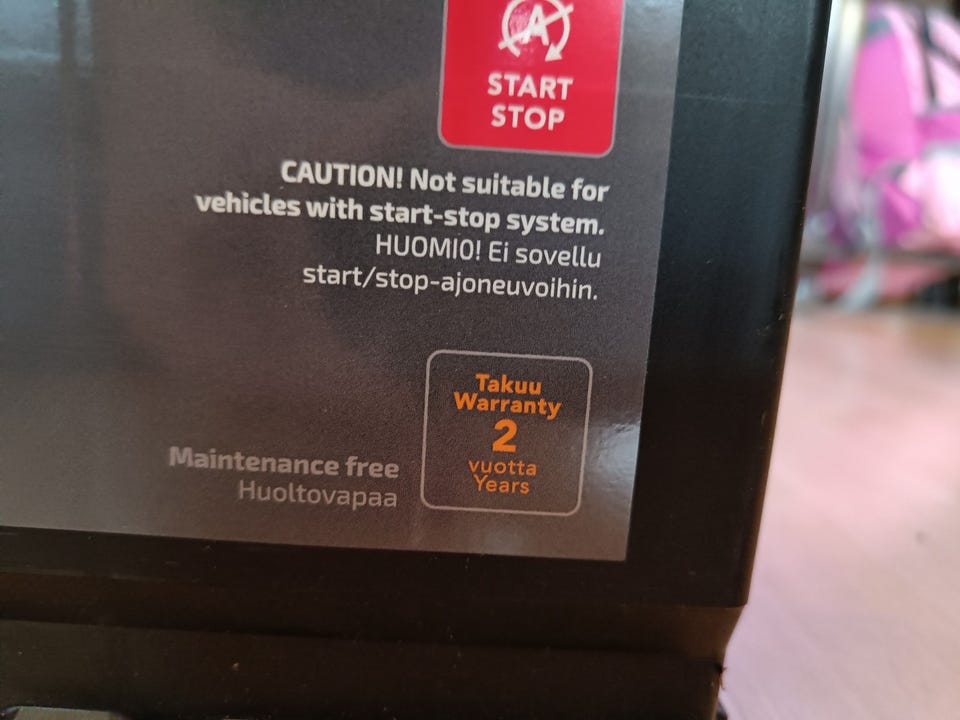 A
START
STOP
CAUTION! Not suitable for
vehicles with start-stop system.
HUOMIO! Ei sovellu
start/stop-ajoneuvoihin.
Takuu
Warranty
2
vuotta
Years
Maintenance free
Huoltovapaa